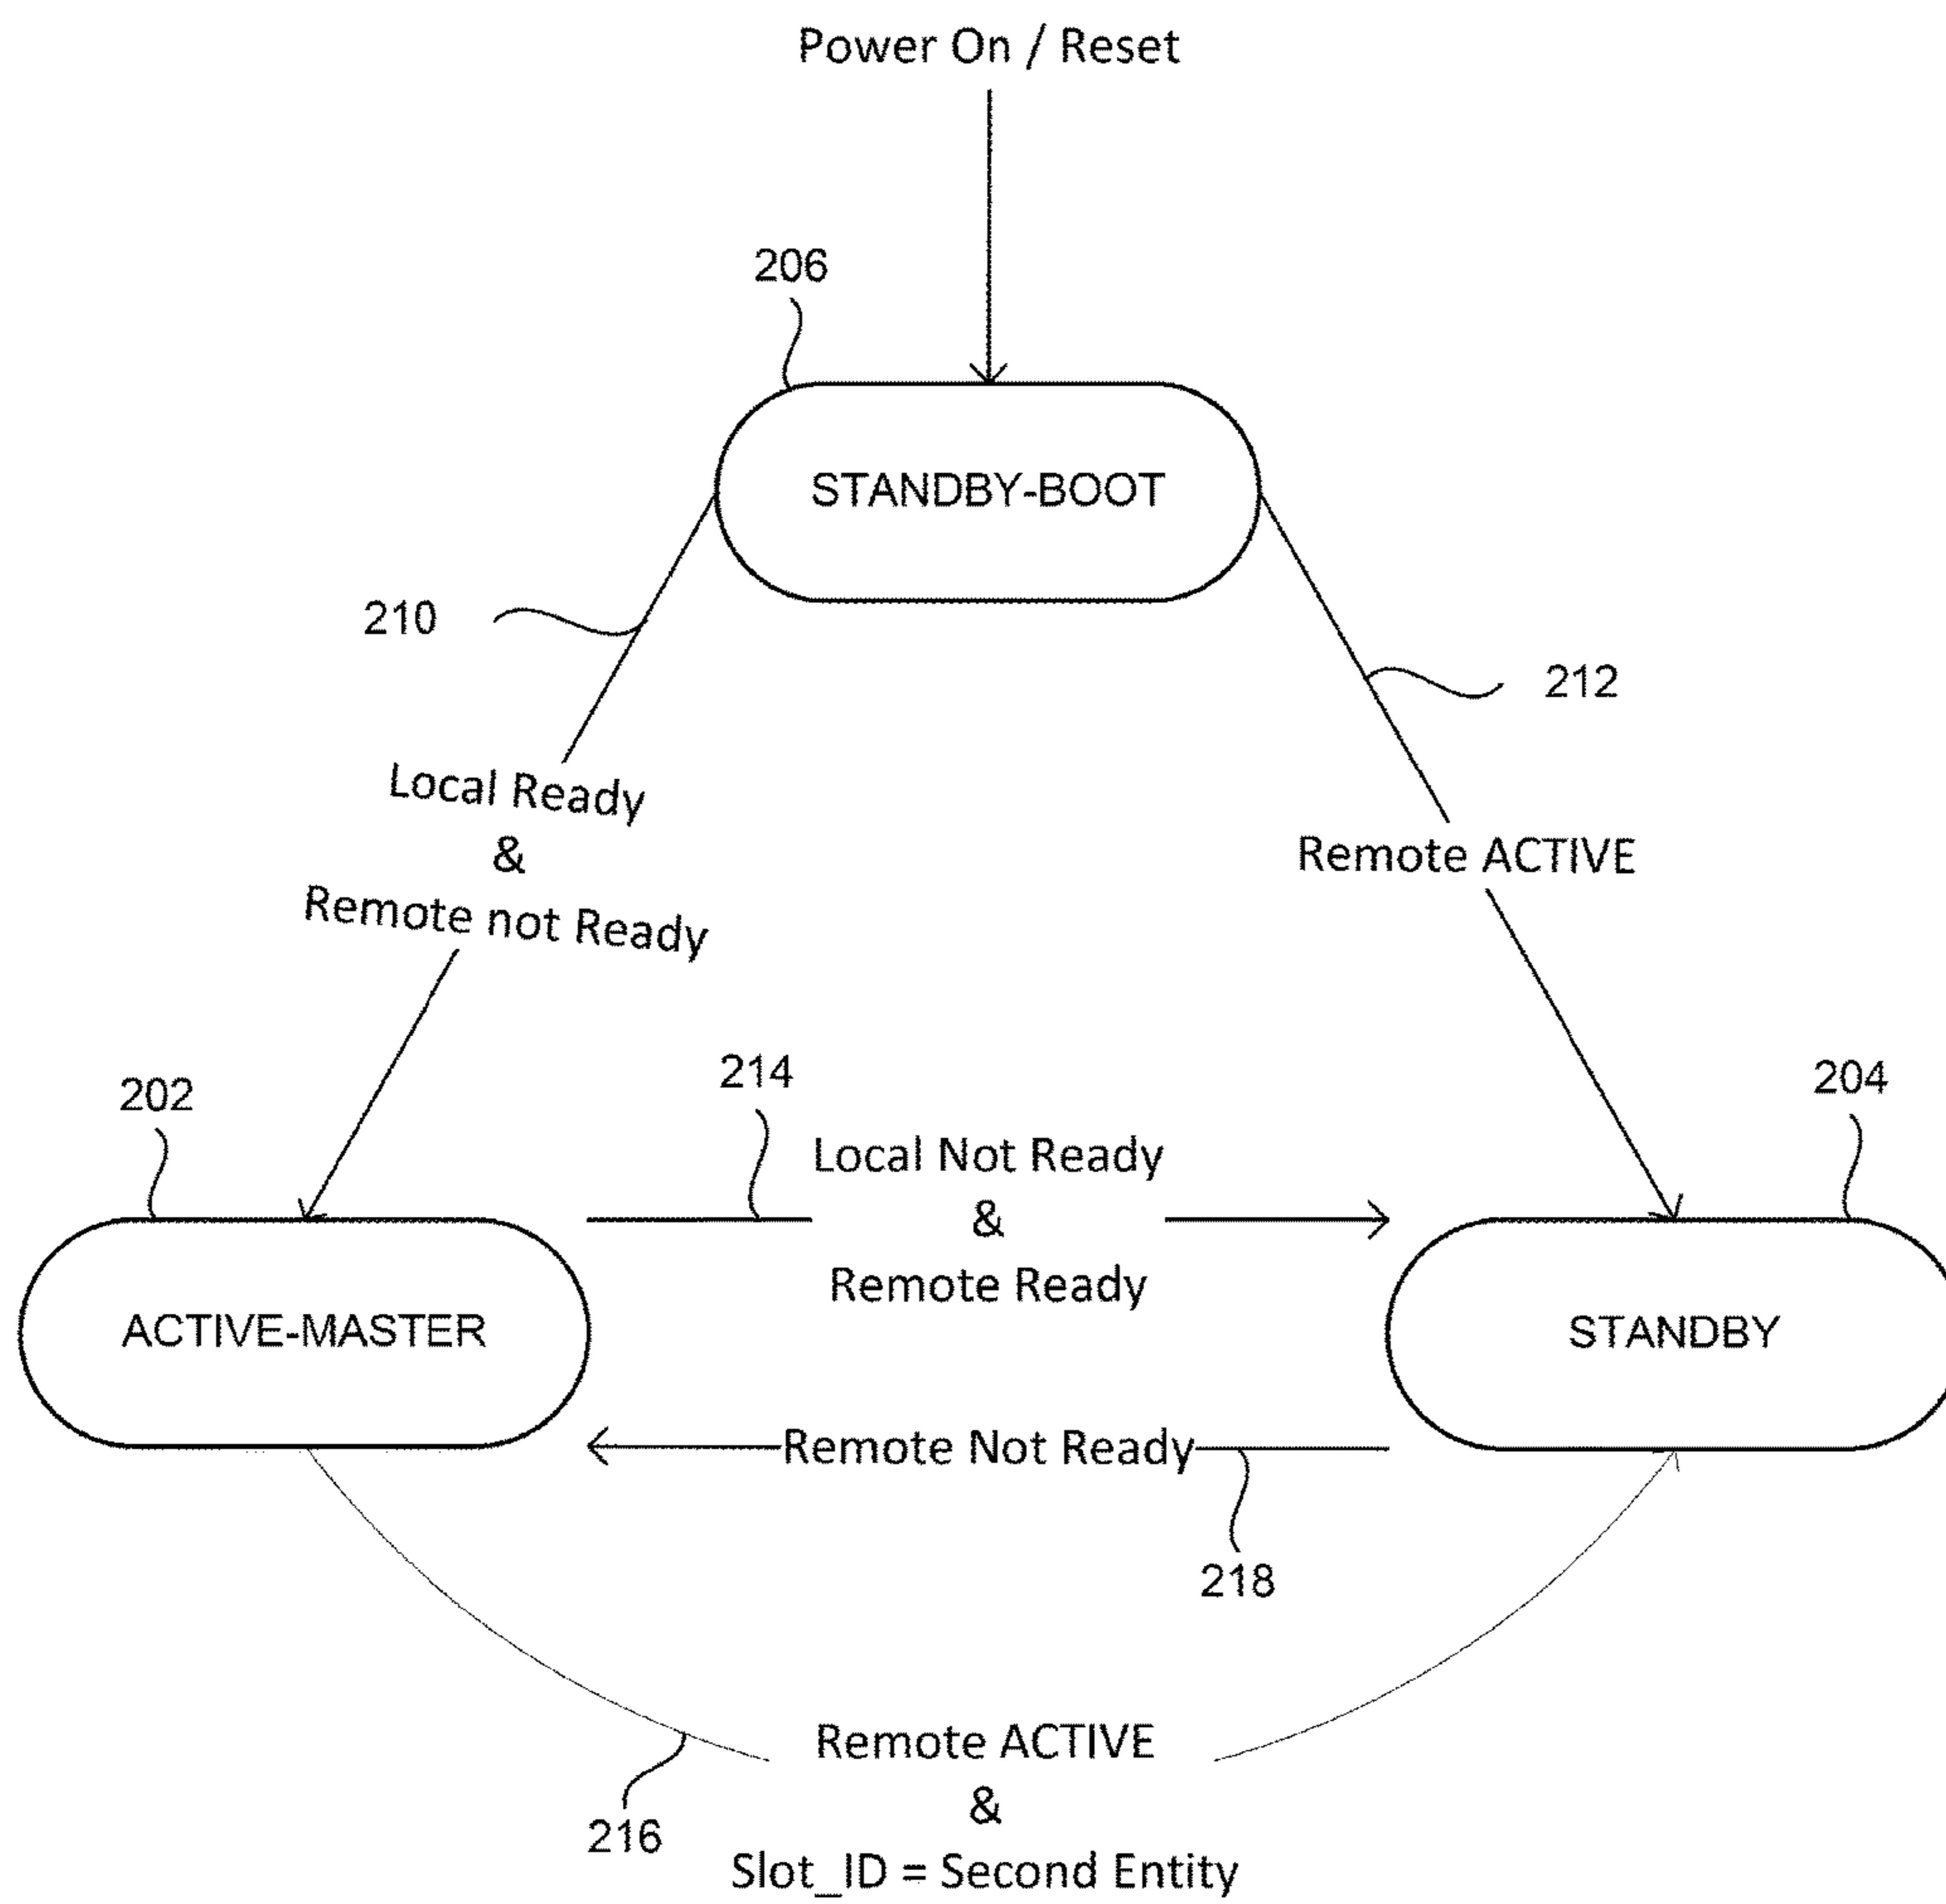 Power On / Reset
206
STANDBY-BOOT
210
212
Local Ready
&
Remote not Ready
Remote ACTIVE
202
214
204
Local Not Ready
&
Remote Ready
ACTIVE-MASTER
STANDBY
Remote Not Ready
218
Remote ACTIVE
&
216
Slot_ID = Second Entity